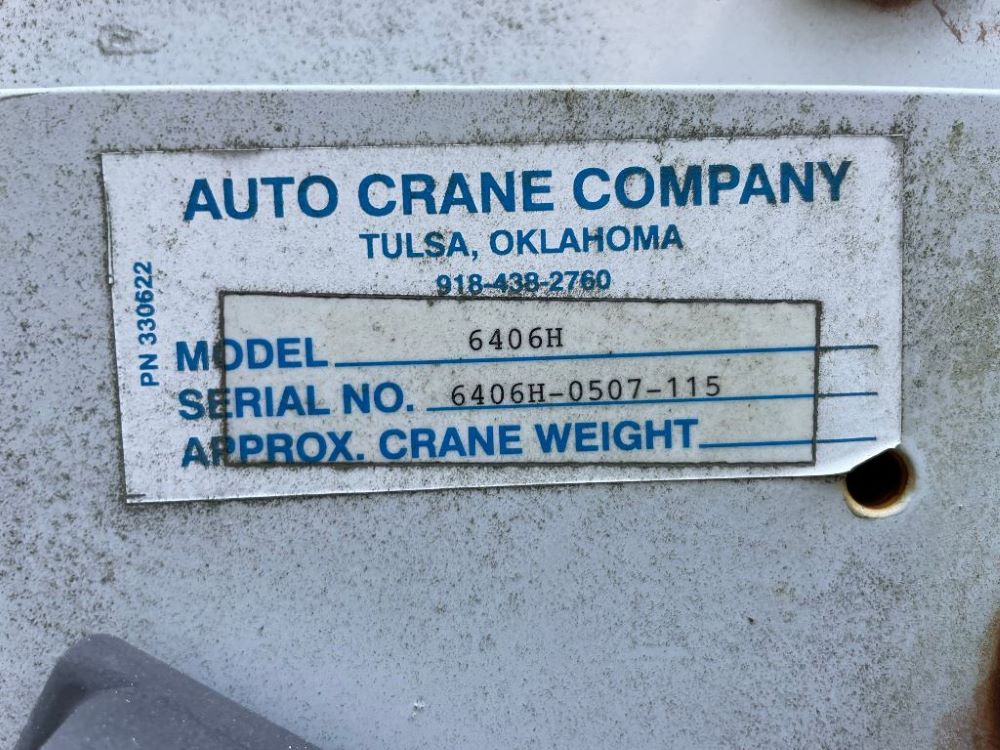 AUTO CRANE COMPANY
TULSA, OKLAHOMA
918-438-2760
PN 330622
MODEL 6406H
SERIAL NO. 6406H-0507-115
APPROX. CRANE WEIGHT